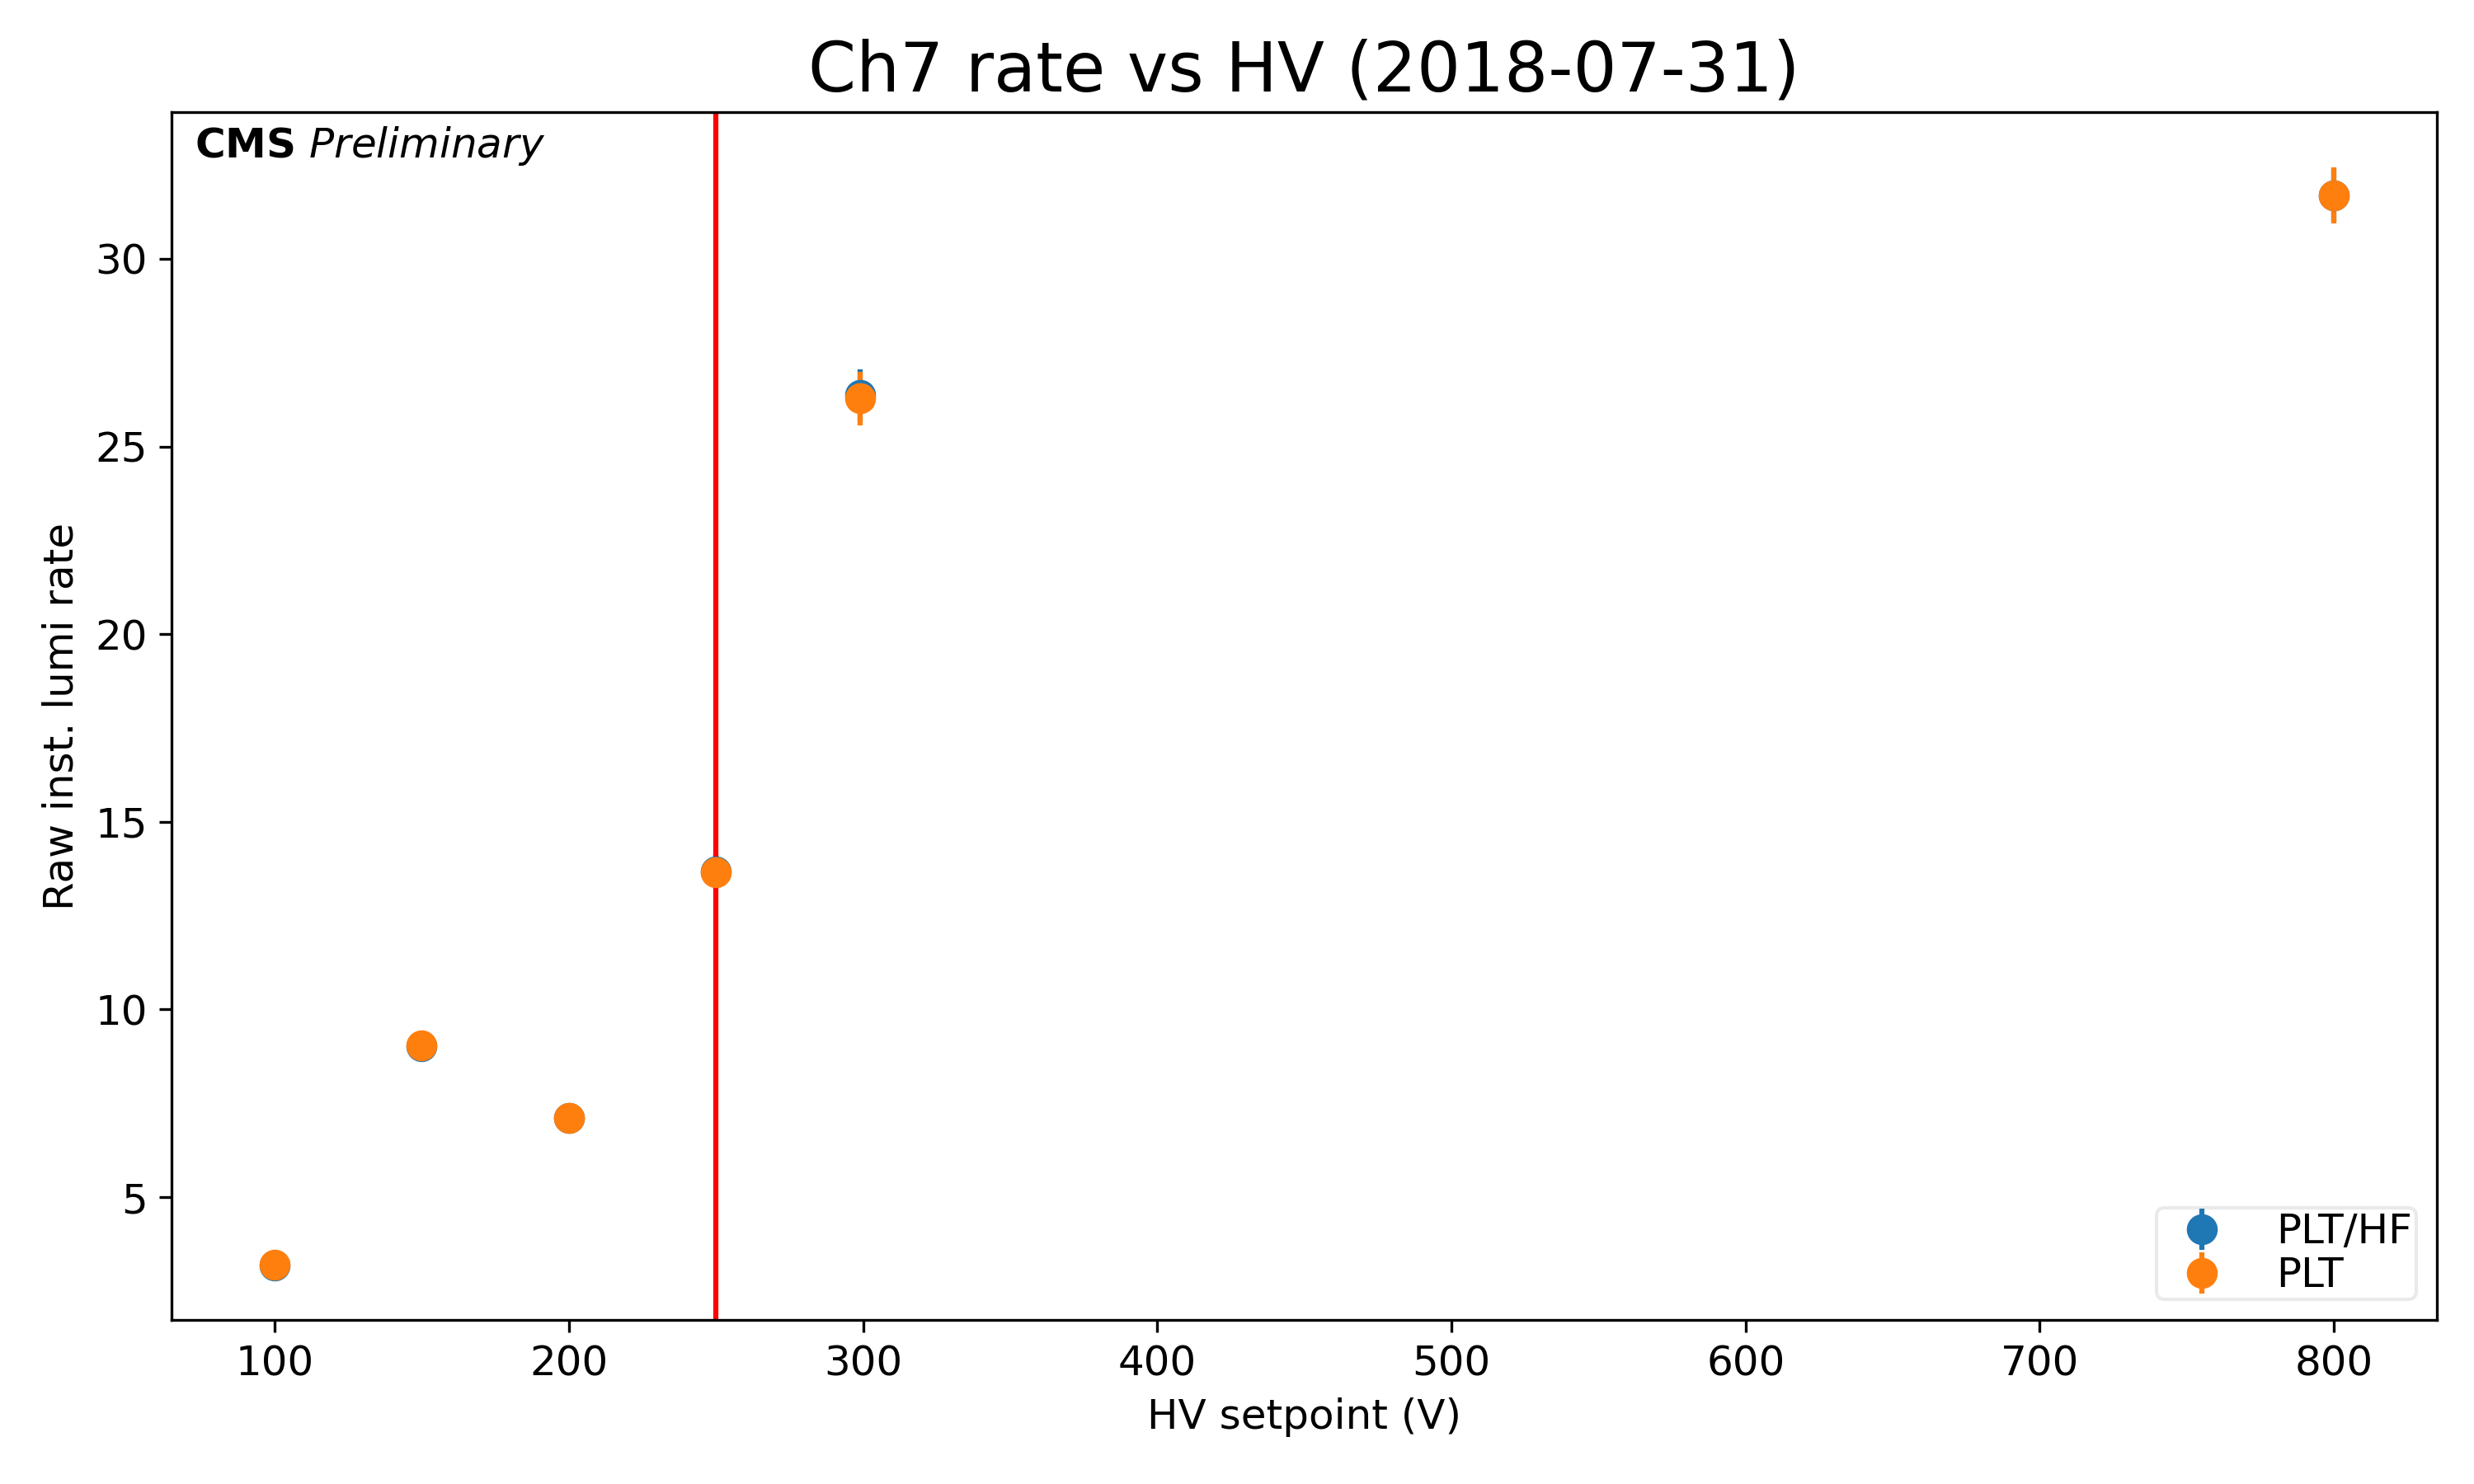 Ch7 rate vs HV (2018-07-31)
CMS Preliminary
30
25
20
15
10
5
Raw inst. lumi rate
PLT/HF
PLT
100 200 300 400 500 600 700 800
HV setpoint (V)